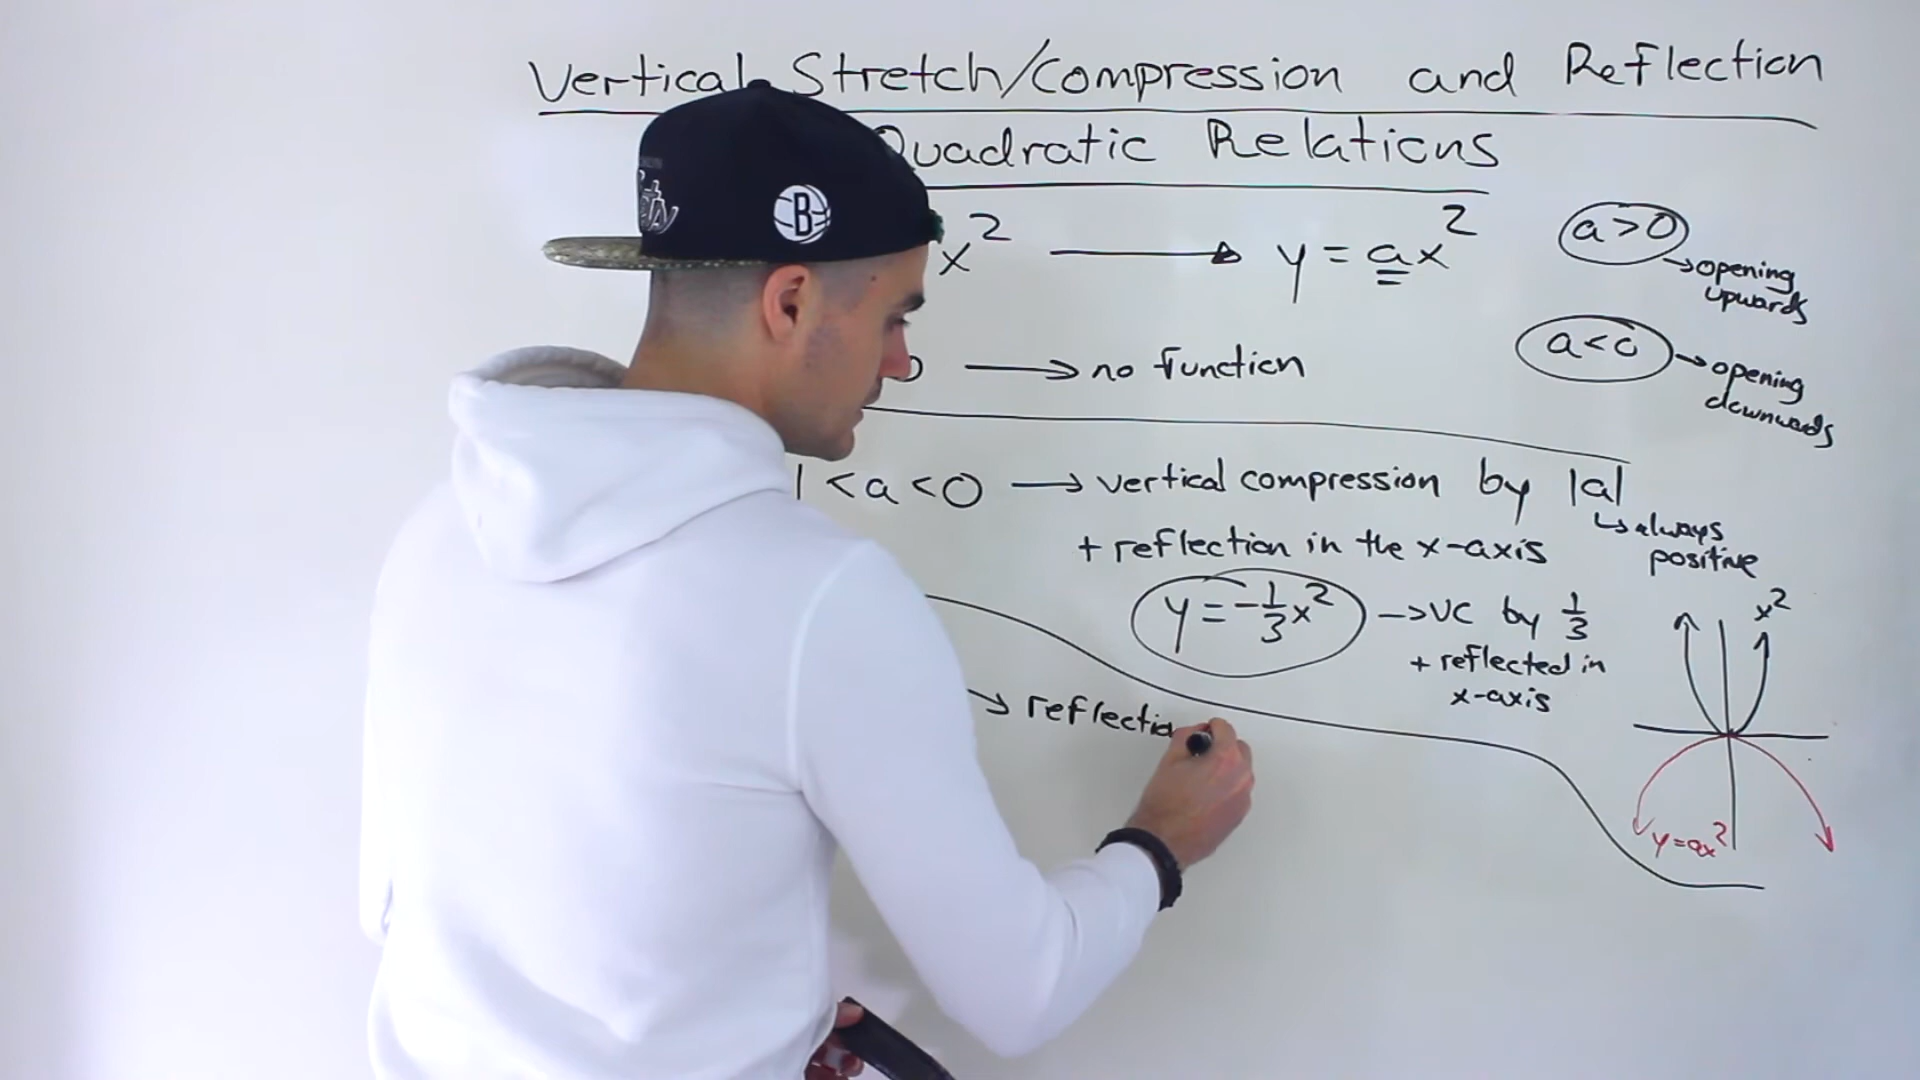 Vertical Stretch/Compression and Reflection
Quadratic Relations
x² → y = ax²
a>0
→ opening
upwards
→ no function
a<0
→ opening
downwards
1 < a < 0 → vertical compression by |a|
↳ always
positive
+ reflection in the x-axis
y = -1/3x² → VC by 1/3
+ reflected in
x-axis
x²
→ reflectio
y=ax²
B